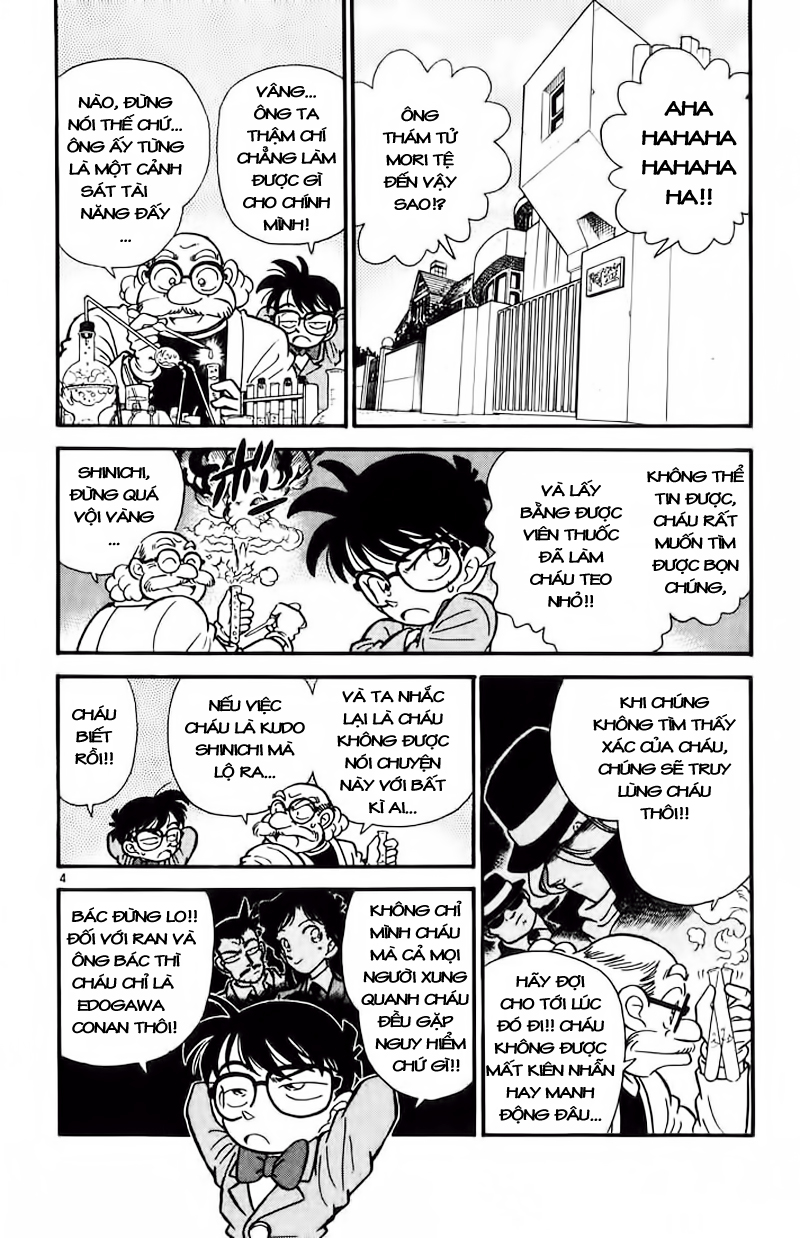 AHA
HAHAHA
HAHAHA
HA!!
ÔNG
THÁM TỬ
MORI TỆ
ĐẾN VẬY
SAO!?
VÂNG...
ÔNG TA
THẬM CHÍ
CHẲNG LÀM
ĐƯỢC GÌ
CHO CHÍNH
MÌNH!
NÀO, ĐỪNG
NÓI THẾ CHỨ...
ÔNG ẤY TỪNG
LÀ MỘT CẢNH
SÁT TÀI
NĂNG ĐẤY
...
KHÔNG THỂ
TIN ĐƯỢC,
CHÁU RẤT
MUỐN TÌM
ĐƯỢC BỌN
CHÚNG,
VÀ LẤY
BẰNG ĐƯỢC
VIÊN THUỐC
ĐÃ LÀM
CHÁU TEO
NHỎ!!
SHINICHI,
ĐỪNG QUÁ
VỘI VÀNG
...
KHI CHÚNG
KHÔNG TÌM THẤY
XÁC CỦA CHÁU,
CHÚNG SẼ TRUY
LÙNG CHÁU
THÔI!!
VÀ TA NHẮC
LẠI LÀ CHÁU
KHÔNG ĐƯỢC
NÓI CHUYỆN
NÀY VỚI BẤT
KÌ AI...
NẾU VIỆC
CHÁU LÀ KUDO
SHINICHI MÀ
LỘ RA...
CHÁU
BIẾT
RỒI!!
4
HÃY ĐỢI
CHO TỚI LÚC
ĐÓ ĐI!! CHÁU
KHÔNG ĐƯỢC
MẤT KIÊN NHẪN
HAY MANH
ĐỘNG ĐÂU...
KHÔNG CHỈ
MÌNH CHÁU
MÀ CẢ MỌI
NGƯỜI XUNG
QUANH CHÁU
ĐỀU GẶP
NGUY HIỂM
CHỨ GÌ!!
BÁC ĐỪNG LO!!
ĐỐI VỚI RAN VÀ
ÔNG BÁC THÌ
CHÁU CHỈ LÀ
EDOGAWA
CONAN THÔI!